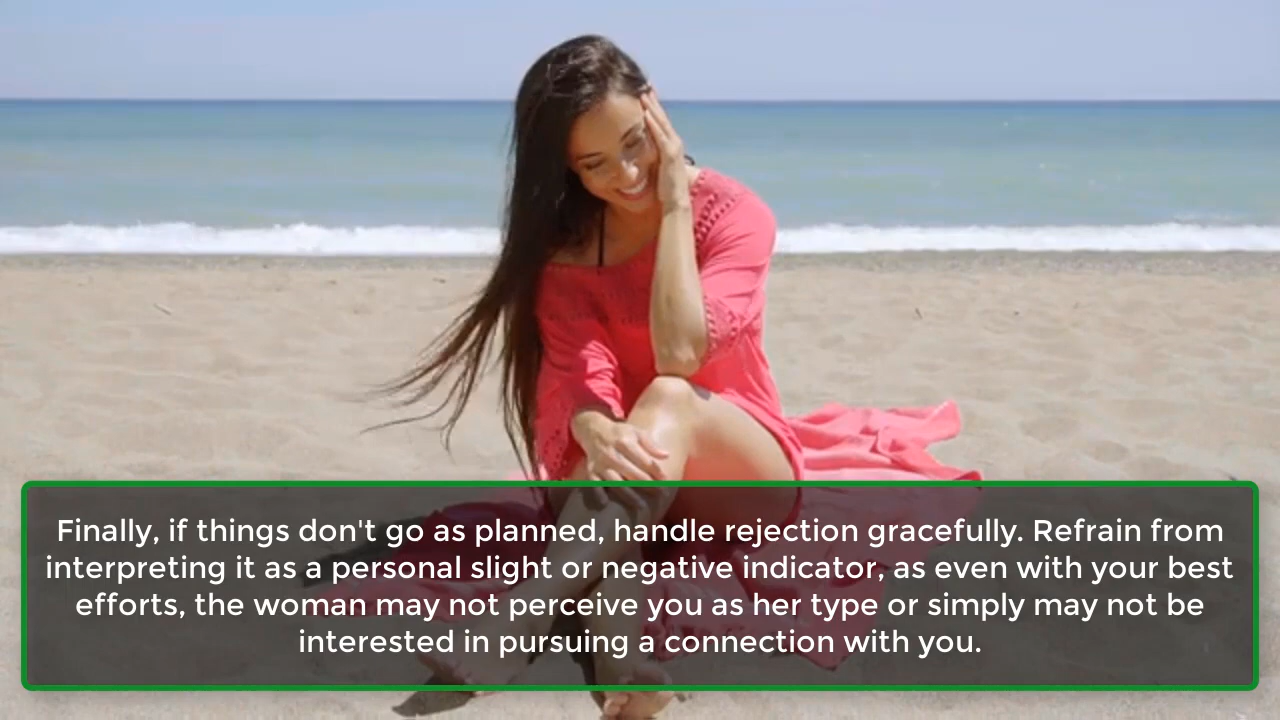 Finally, if things don't go as planned, handle rejection gracefully. Refrain from
interpreting it as a personal slight or negative indicator, as even with your best
efforts, the woman may not perceive you as her type or simply may not be
interested in pursuing a connection with you.